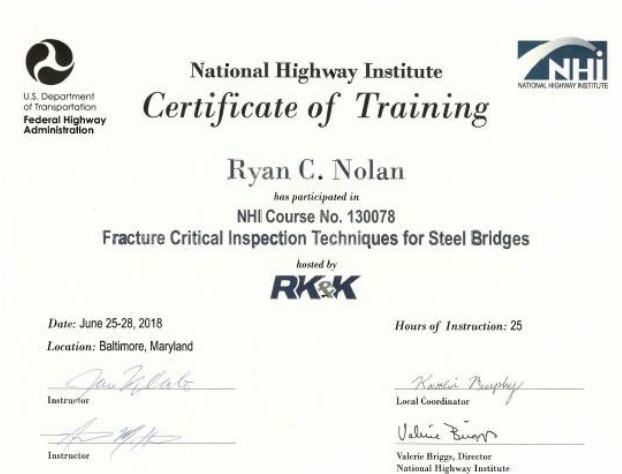 U.S. Department
of Transportation
Federal Highway
Administration
NHi
NATIONAL HIGHWAY INSTITUTE
National Highway Institute
Certificate of Training
Ryan C. Nolan
has participated in
NHI Course No. 130078
Fracture Critical Inspection Techniques for Steel Bridges
hosted by
RK&K
Date: June 25-28, 2018
Hours of Instruction: 25
Location: Baltimore, Maryland
Instructor
Murphy
Local Coordinator
Instructor
Valerie Briggs
Valerie Briggs, Director
National Highway Institute